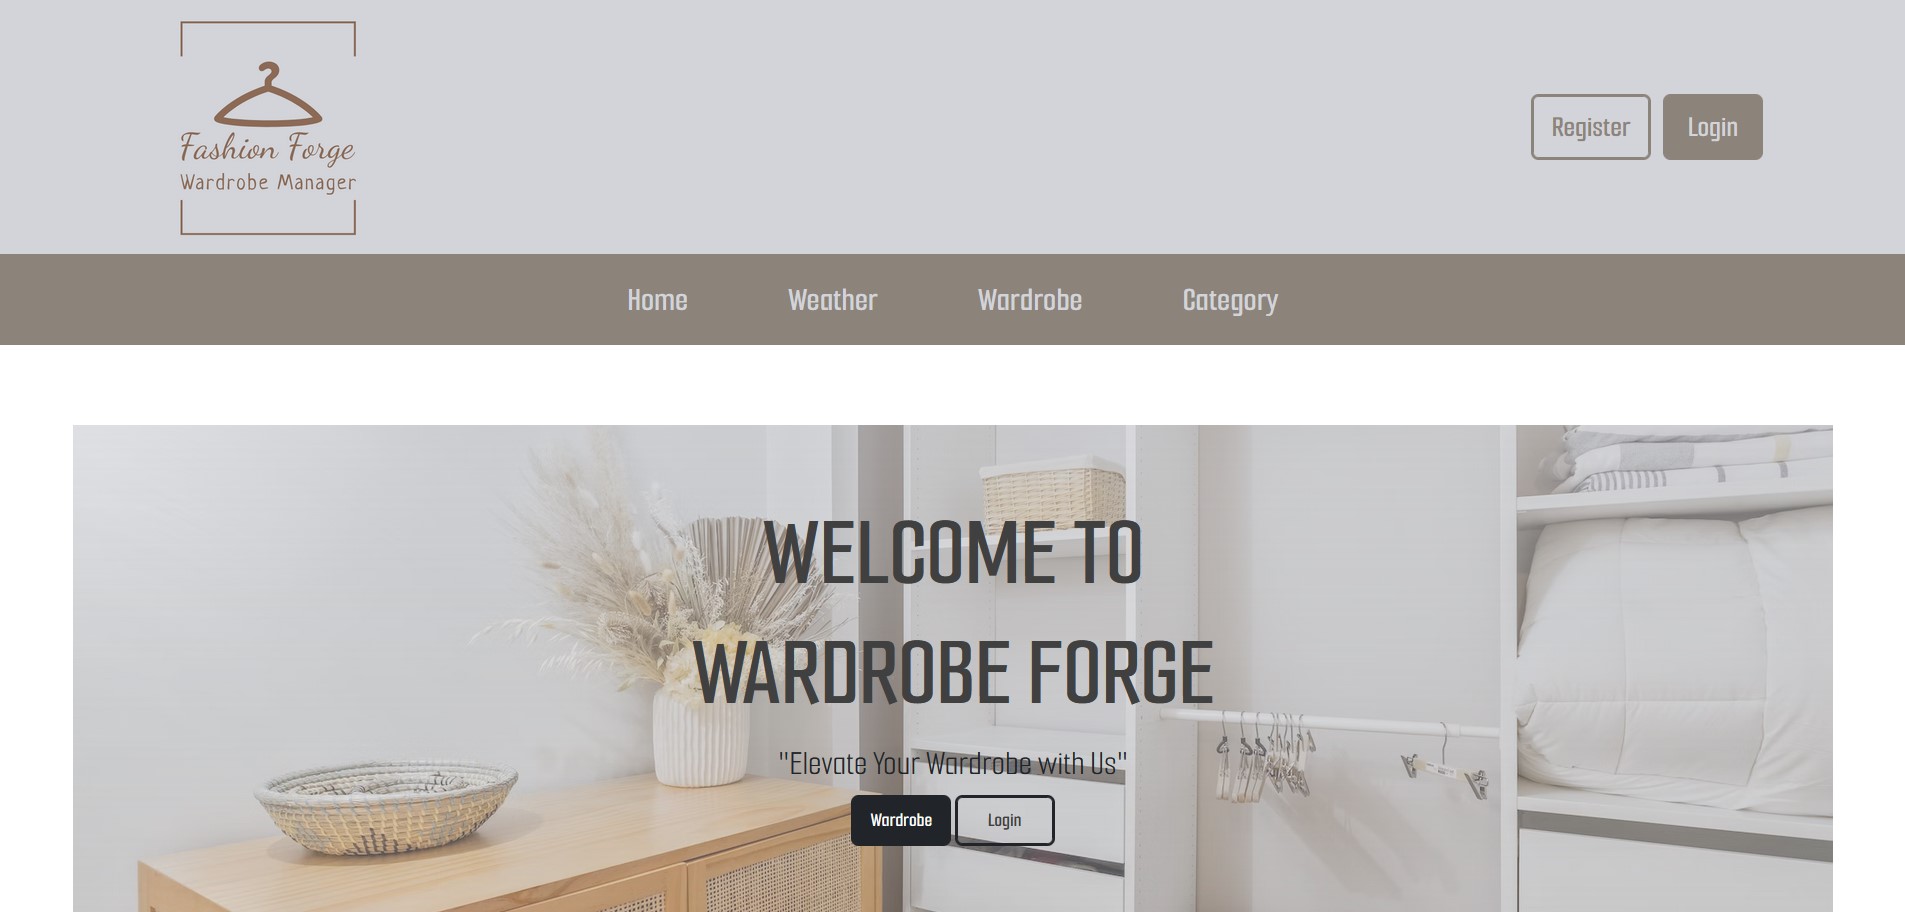 Fashion Forge
Wardrobe Manager
Register Login
Home Weather Wardrobe Category
WELCOME TO
WARDROBE FORGE
"Elevate Your Wardrobe with Us"
Wardrobe Login